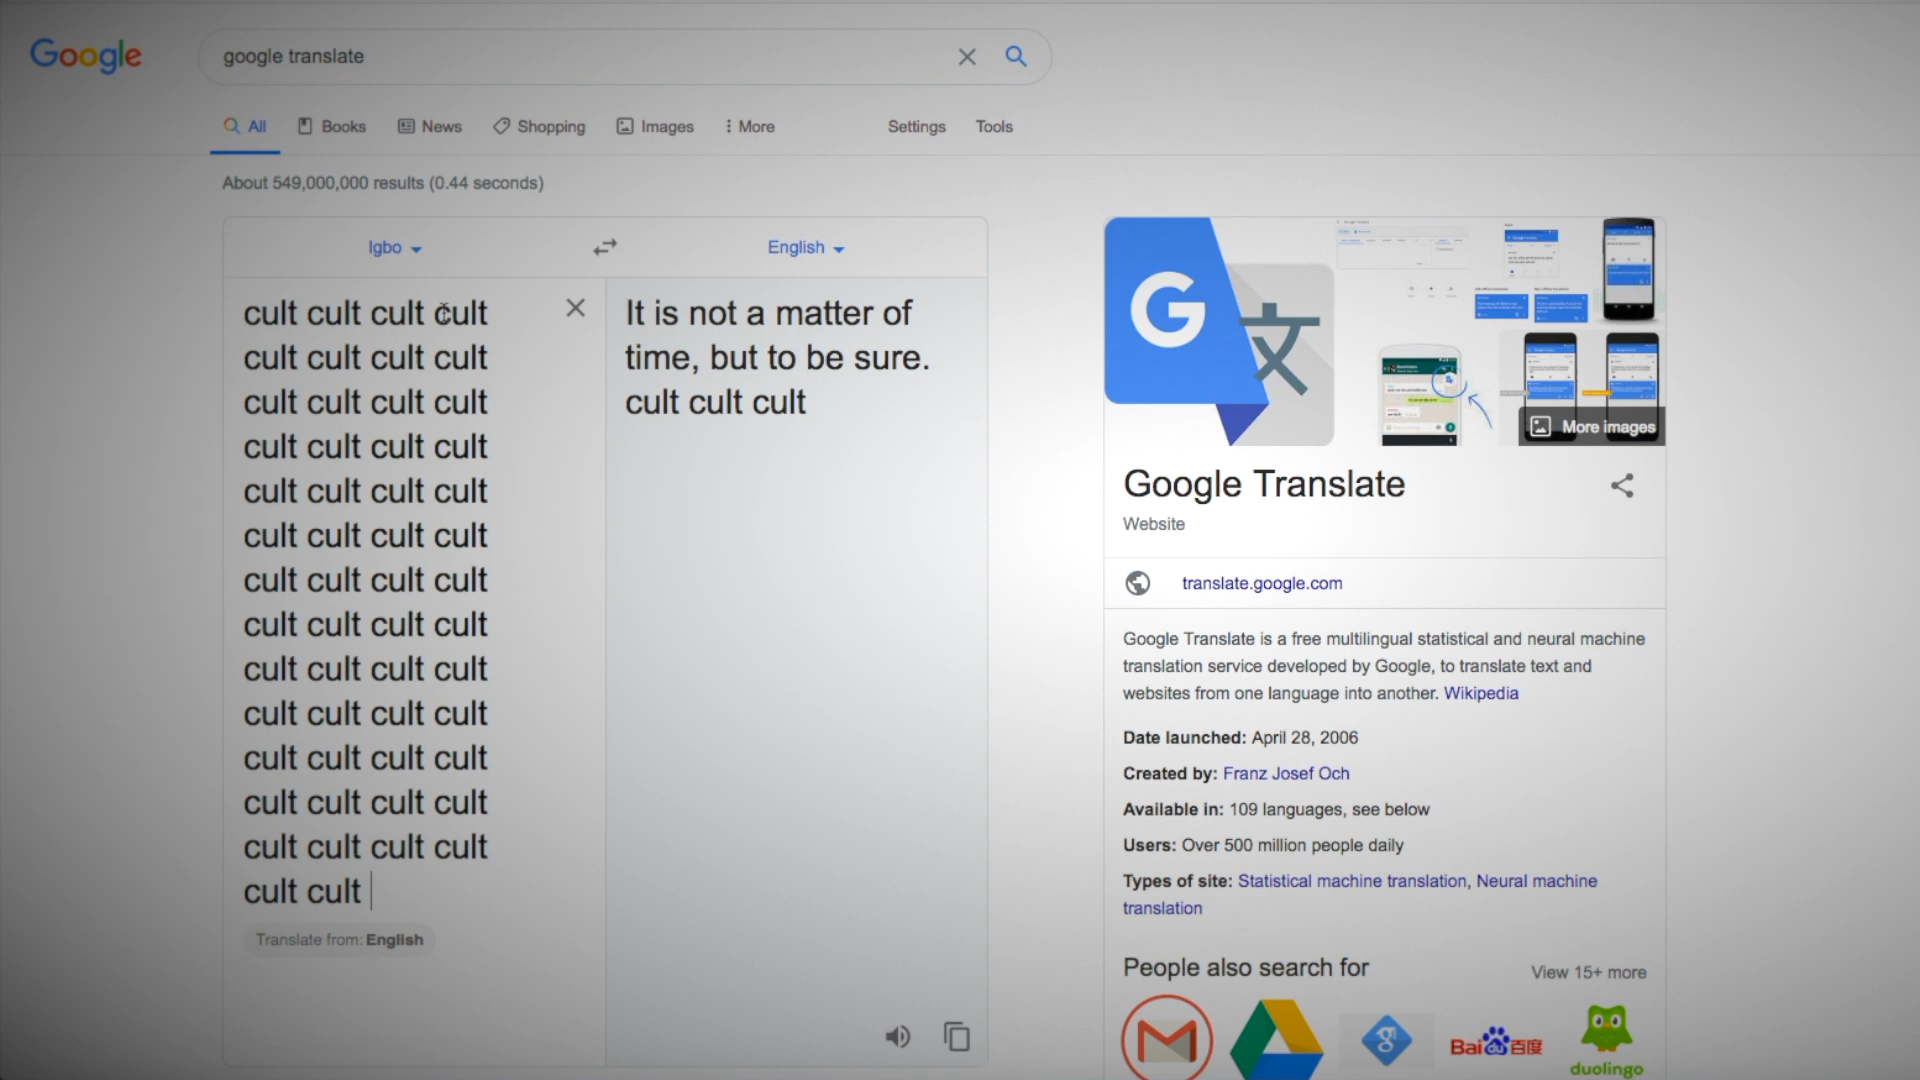 Google
google translate
All
Books
News
Shopping
Images
More
Settings
Tools
About 549,000,000 results (0.44 seconds)
Igbo
English
cult cult cult cult
cult cult cult cult
cult cult cult cult
cult cult cult cult
cult cult cult cult
cult cult cult cult
cult cult cult cult
cult cult cult cult
cult cult cult cult
cult cult cult cult
cult cult cult cult
cult cult cult cult
cult cult cult cult
cult cult
Translate from: English
It is not a matter of
time, but to be sure.
cult cult cult
G
文
More images
Google Translate
Website
translate.google.com
Google Translate is a free multilingual statistical and neural machine
translation service developed by Google, to translate text and
websites from one language into another. Wikipedia
Date launched: April 28, 2006
Created by: Franz Josef Och
Available in: 109 languages, see below
Users: Over 500 million people daily
Types of site: Statistical machine translation, Neural machine
translation
People also search for
View 15+ more
g
Baidu百度
duolingo